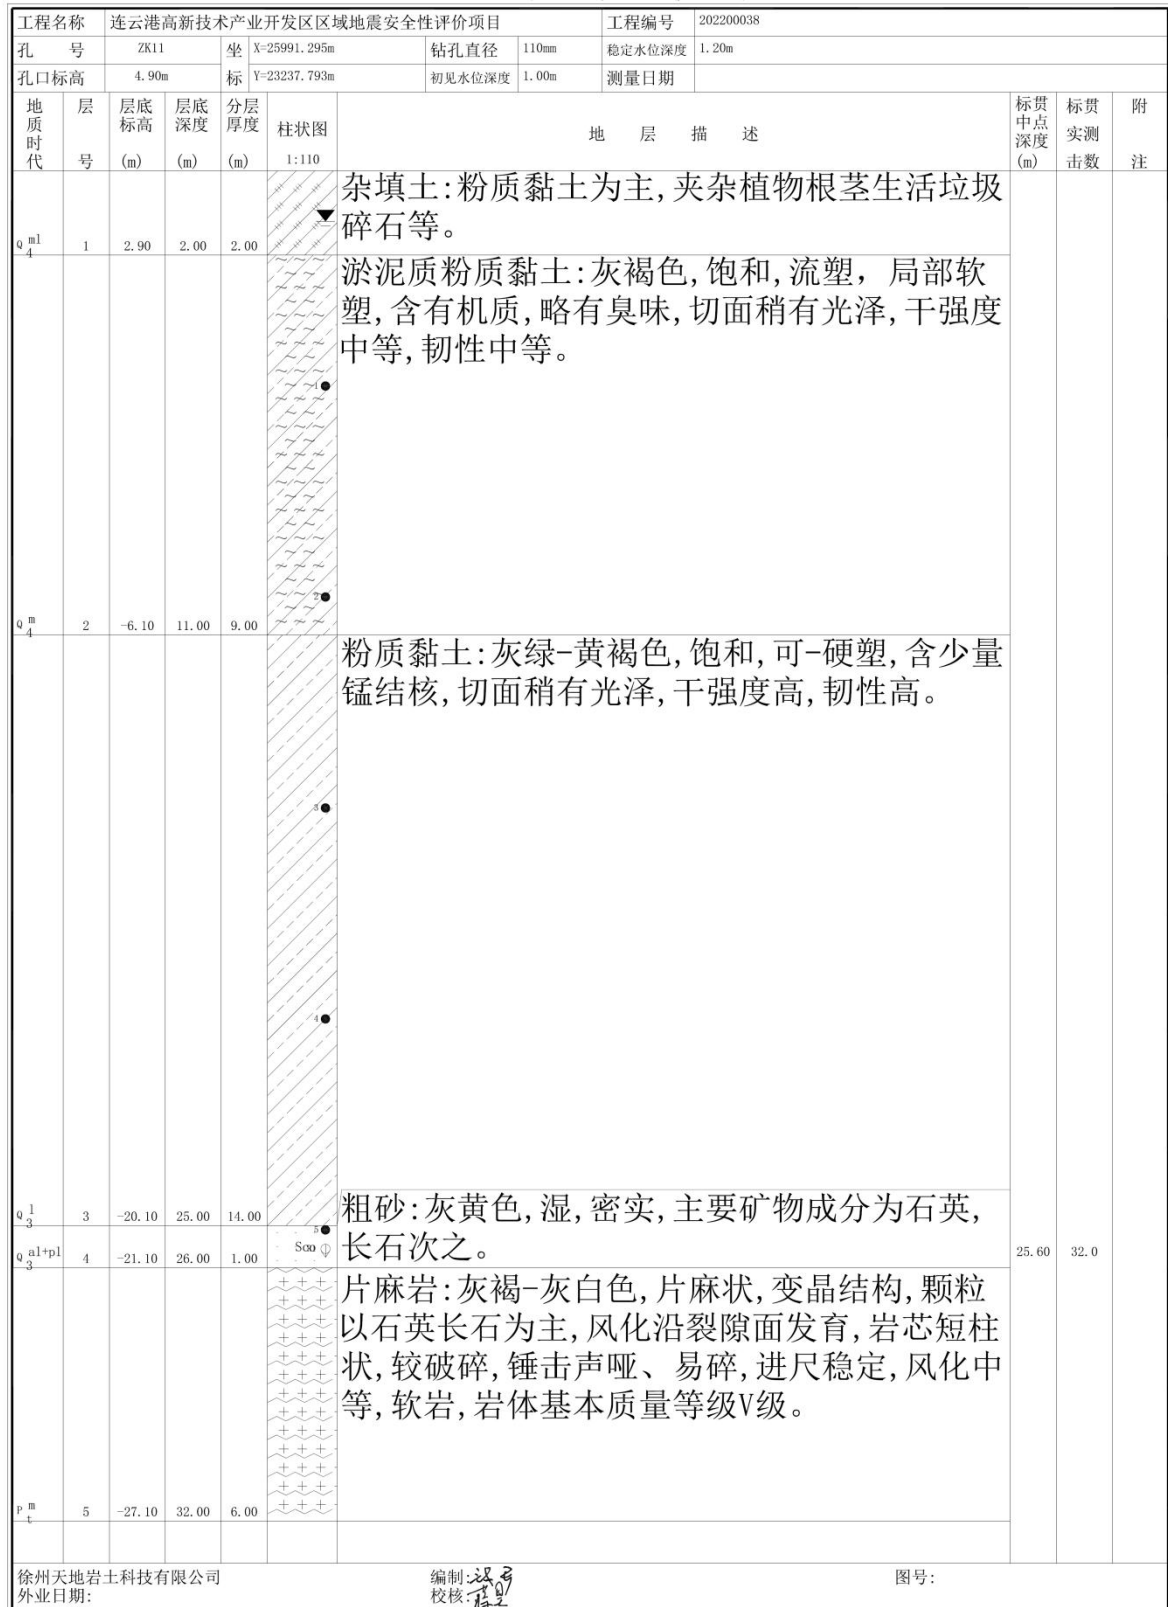 工程名称 连云港高新技术产业开发区区域地震安全性评价项目 工程编号 202200038
孔 号 ZK11 坐 X=25991.295m 钻孔直径 110mm 稳定水位深度 1.20m
孔口标高 4.90m 标 Y=23237.793m 初见水位深度 1.00m 测量日期
地质时代 层号 层底标高(m) 层底深度(m) 分层厚度(m) 柱状图 1:110 地 层 描 述 标贯中点深度(m) 标贯实测击数 附注
杂填土:粉质黏土为主,夹杂植物根茎生活垃圾
碎石等。
Q 4 ml 1 2.90 2.00 2.00
淤泥质粉质黏土:灰褐色,饱和,流塑, 局部软
塑,含有机质,略有臭味,切面稍有光泽,干强度
中等,韧性中等。
1
2
Q 4 m 2 -6.10 11.00 9.00
粉质黏土:灰绿-黄褐色,饱和,可-硬塑,含少量
锰结核,切面稍有光泽,干强度高,韧性高。
3
4
Q 3 l 3 -20.10 25.00 14.00
粗砂:灰黄色,湿,密实,主要矿物成分为石英,
长石次之。
5
Q 3 al+pl 4 -21.10 26.00 1.00 25.60 32.0
片麻岩:灰褐-灰白色,片麻状,变晶结构,颗粒
以石英长石为主,风化沿裂隙面发育,岩芯短柱
状,较破碎,锤击声哑、易碎,进尺稳定,风化中
等,软岩,岩体基本质量等级V级。
P t m 5 -27.10 32.00 6.00
徐州天地岩土科技有限公司 编制: 图号:
外业日期: 校核: